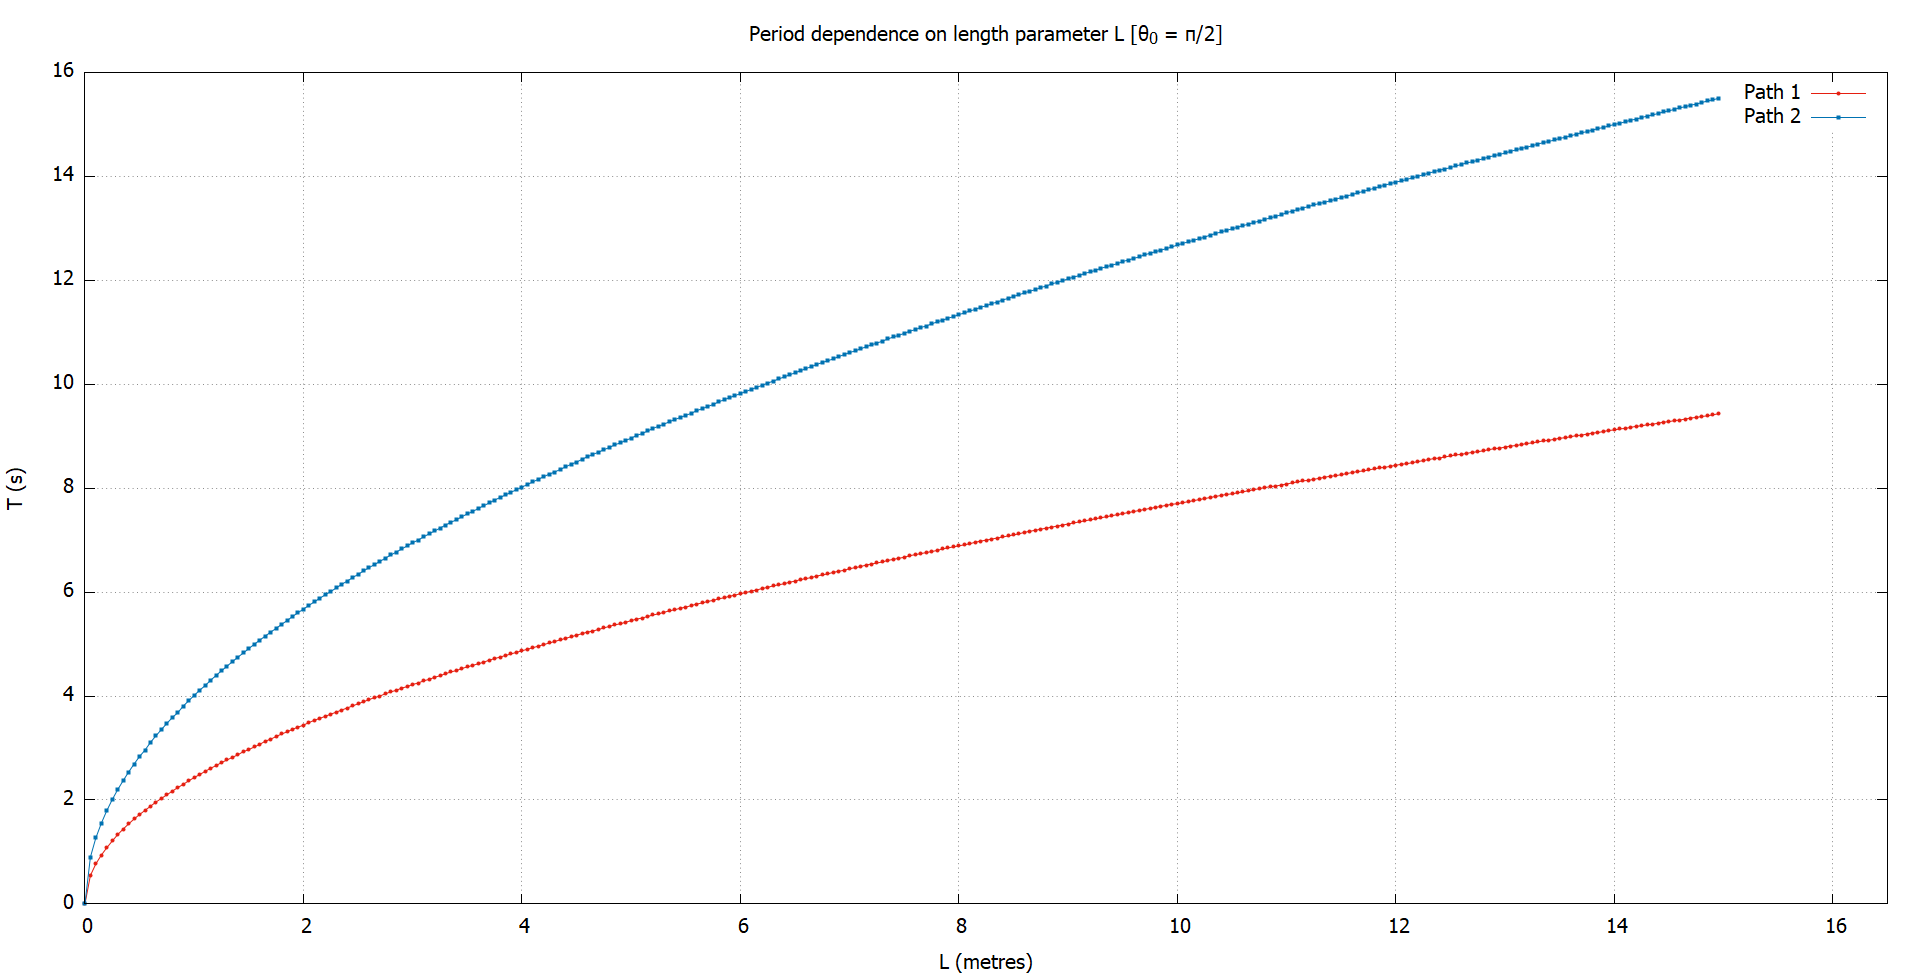 Period dependence on length parameter L [θ0 = π/2]
Path 1
Path 2
16
14
12
10
8
6
4
2
0
T (s)
0 2 4 6 8 10 12 14 16
L (metres)